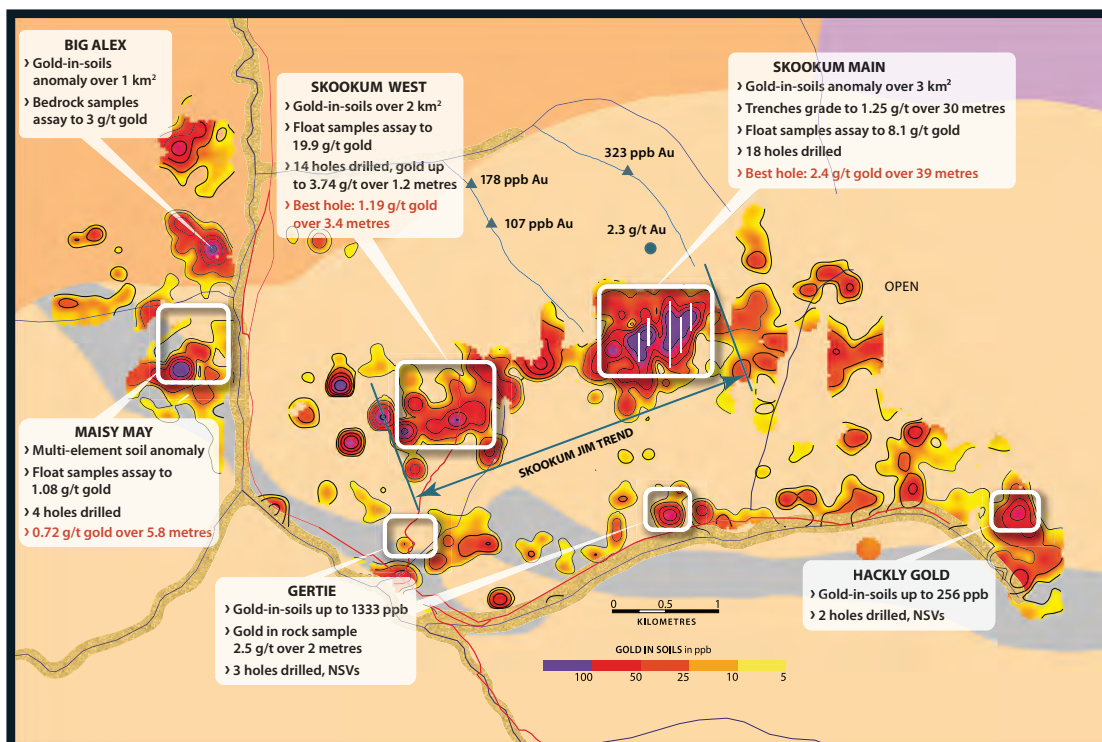 BIG ALEX
› Gold-in-soils
anomaly over 1 km²
› Bedrock samples
assay to 3 g/t gold
SKOOKUM WEST
› Gold-in-soils over 2 km²
› Float samples assay to
19.9 g/t gold
› 14 holes drilled, gold up
to 3.74 g/t over 1.2 metres
› Best hole: 1.19 g/t gold
over 3.4 metres
SKOOKUM MAIN
› Gold-in-soils anomaly over 3 km²
› Trenches grade to 1.25 g/t over 30 metres
› Float samples assay to 8.1 g/t gold
› 18 holes drilled
› Best hole: 2.4 g/t gold over 39 metres
323 ppb Au
178 ppb Au
107 ppb Au
2.3 g/t Au
OPEN
SKOOKUM JIM TREND
MAISY MAY
› Multi-element soil anomaly
› Float samples assay to
1.08 g/t gold
› 4 holes drilled
› 0.72 g/t gold over 5.8 metres
GERTIE
› Gold-in-soils up to 1333 ppb
› Gold in rock sample
2.5 g/t over 2 metres
› 3 holes drilled, NSVs
HACKLY GOLD
› Gold-in-soils up to 256 ppb
› 2 holes drilled, NSVs
0 0.5 1
KILOMETRES
GOLD IN SOILS in ppb
100 50 25 10 5